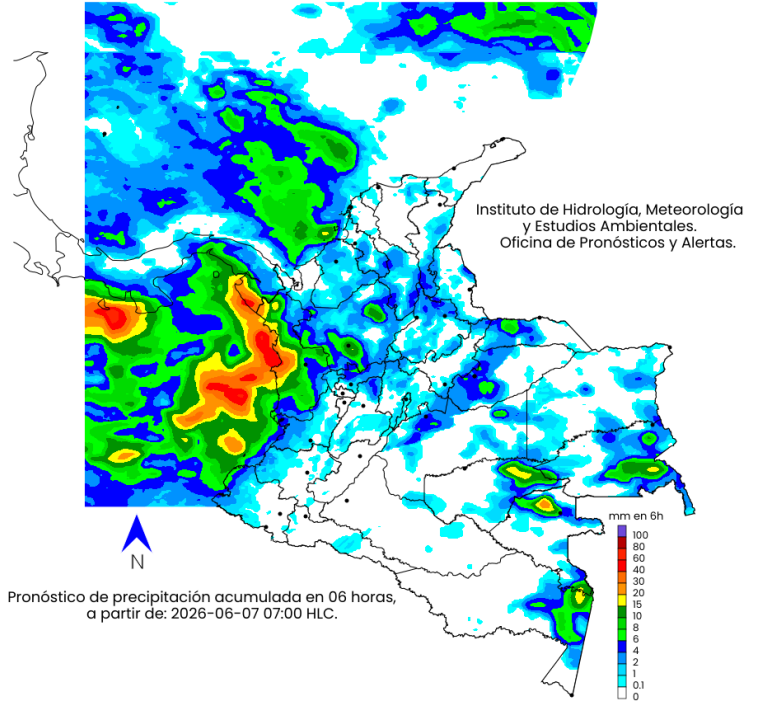 Instituto de Hidrología, Meteorología
y Estudios Ambientales.
Oficina de Pronósticos y Alertas.
mm en 6h
100
80
60
40
30
20
15
10
8
6
4
2
1
0.1
0
N
Pronóstico de precipitación acumulada en 06 horas,
a partir de: 2026-06-07 07:00 HLC.